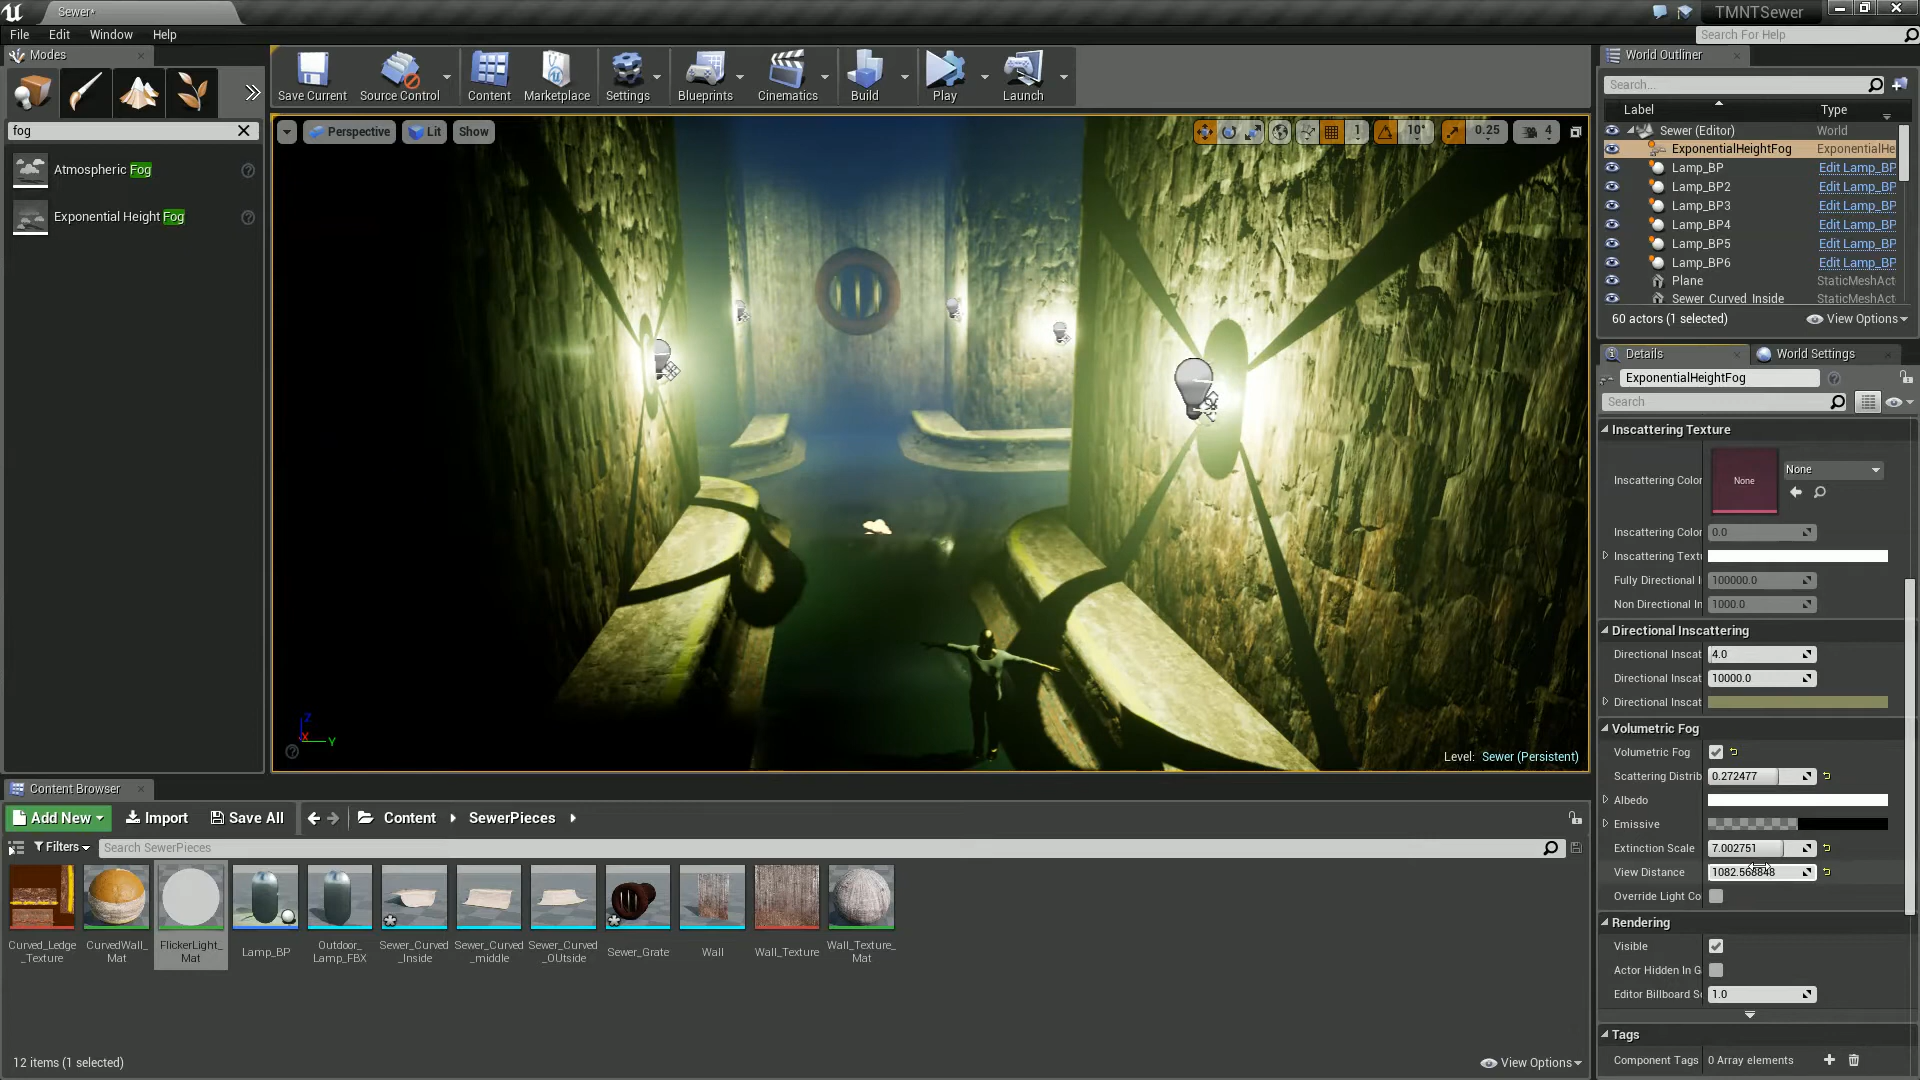 Sewer*
TMNTSewer
File Edit Window Help
Search For Help
Modes
fog
Atmospheric Fog
Exponential Height Fog
Save Current
Source Control
Content
Marketplace
Settings
Blueprints
Cinematics
Build
Play
Launch
Perspective
Lit
Show
1
10°
0.25
4
Level: Sewer (Persistent)
Z
X
Y
World Outliner
Search...
Label Type
Sewer (Editor) World
ExponentialHeightFog ExponentialHe
Lamp_BP Edit Lamp_BP
Lamp_BP2 Edit Lamp_BP
Lamp_BP3 Edit Lamp_BP
Lamp_BP4 Edit Lamp_BP
Lamp_BP5 Edit Lamp_BP
Lamp_BP6 Edit Lamp_BP
Plane StaticMeshAct
Sewer_Curved_Inside StaticMeshAct
60 actors (1 selected)
View Options
Details
World Settings
ExponentialHeightFog
Search
Inscattering Texture
Inscattering Color
None
None
Inscattering Color 0.0
Inscattering Textu
Fully Directional I 100000.0
Non Directional In 1000.0
Directional Inscattering
Directional Inscat 4.0
Directional Inscat 10000.0
Directional Inscat
Volumetric Fog
Volumetric Fog
Scattering Distrib 0.272477
Albedo
Emissive
Extinction Scale 7.002751
View Distance 1082.568848
Override Light Co
Rendering
Visible
Actor Hidden In G
Editor Billboard Sc 1.0
Tags
Component Tags 0 Array elements
Content Browser
Add New
Import
Save All
Content
SewerPieces
Filters
Search SewerPieces
Curved_Ledge
_Texture
CurvedWall_
Mat
FlickerLight_
Mat
Lamp_BP
Outdoor_
Lamp_FBX
Sewer_Curved
_Inside
Sewer_Curved
_middle
Sewer_Curved
_OUtside
Sewer_Grate
Wall
Wall_Texture
Wall_Texture_
Mat
12 items (1 selected)
View Options